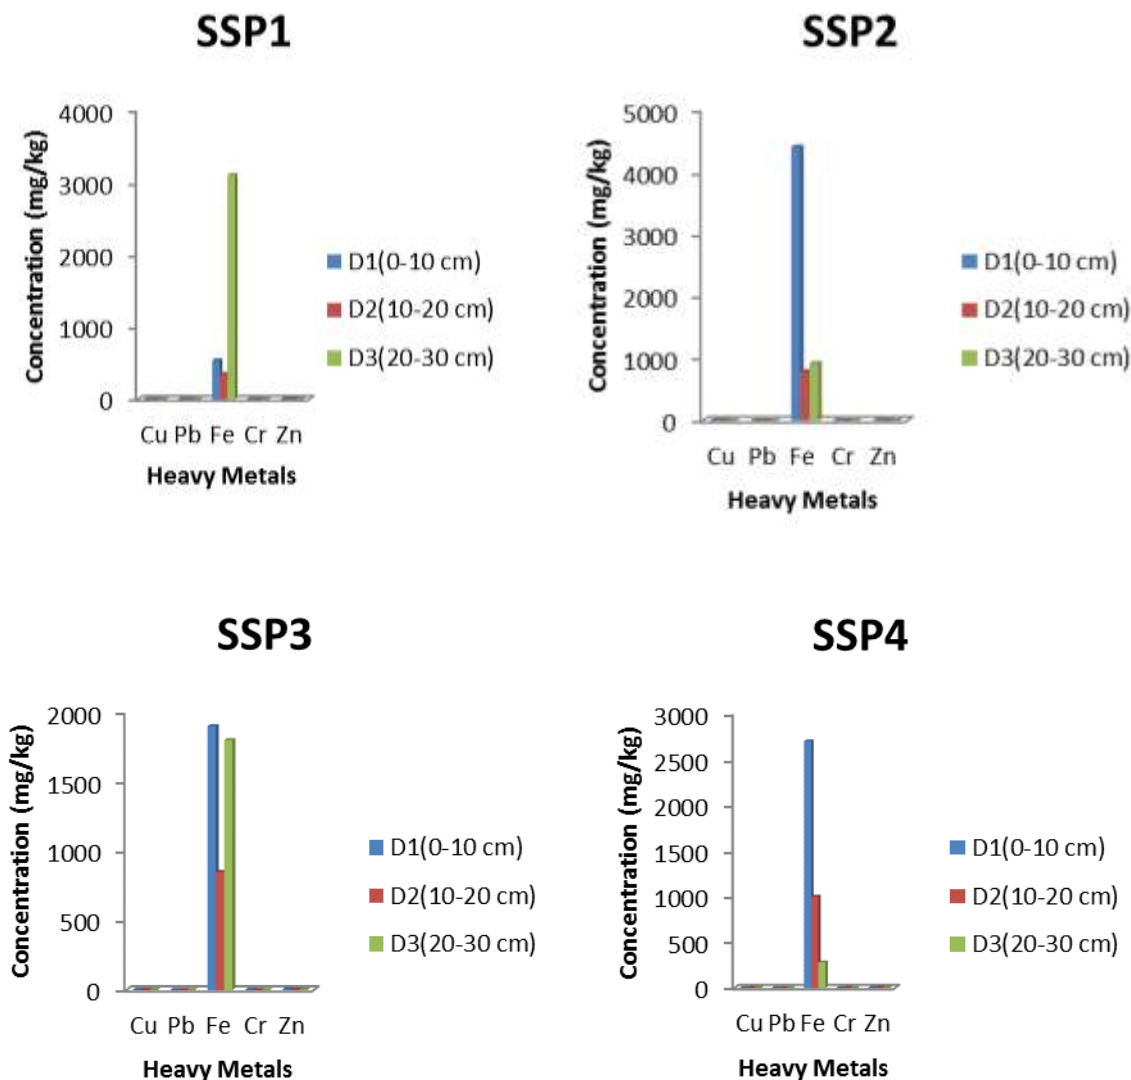 SSP1
4000
3000
2000
1000
0
Concentration (mg/kg)
Cu Pb Fe Cr Zn
Heavy Metals
D1(0-10 cm)
D2(10-20 cm)
D3(20-30 cm)
SSP2
5000
4000
3000
2000
1000
0
Concentration (mg/kg)
Cu Pb Fe Cr Zn
Heavy Metals
D1(0-10 cm)
D2(10-20 cm)
D3(20-30 cm)
SSP3
2000
1500
1000
500
0
Concentration (mg/kg)
Cu Pb Fe Cr Zn
Heavy Metals
D1(0-10 cm)
D2(10-20 cm)
D3(20-30 cm)
SSP4
3000
2500
2000
1500
1000
500
0
Concentration (mg/kg)
Cu Pb Fe Cr Zn
Heavy Metals
D1(0-10 cm)
D2(10-20 cm)
D3(20-30 cm)